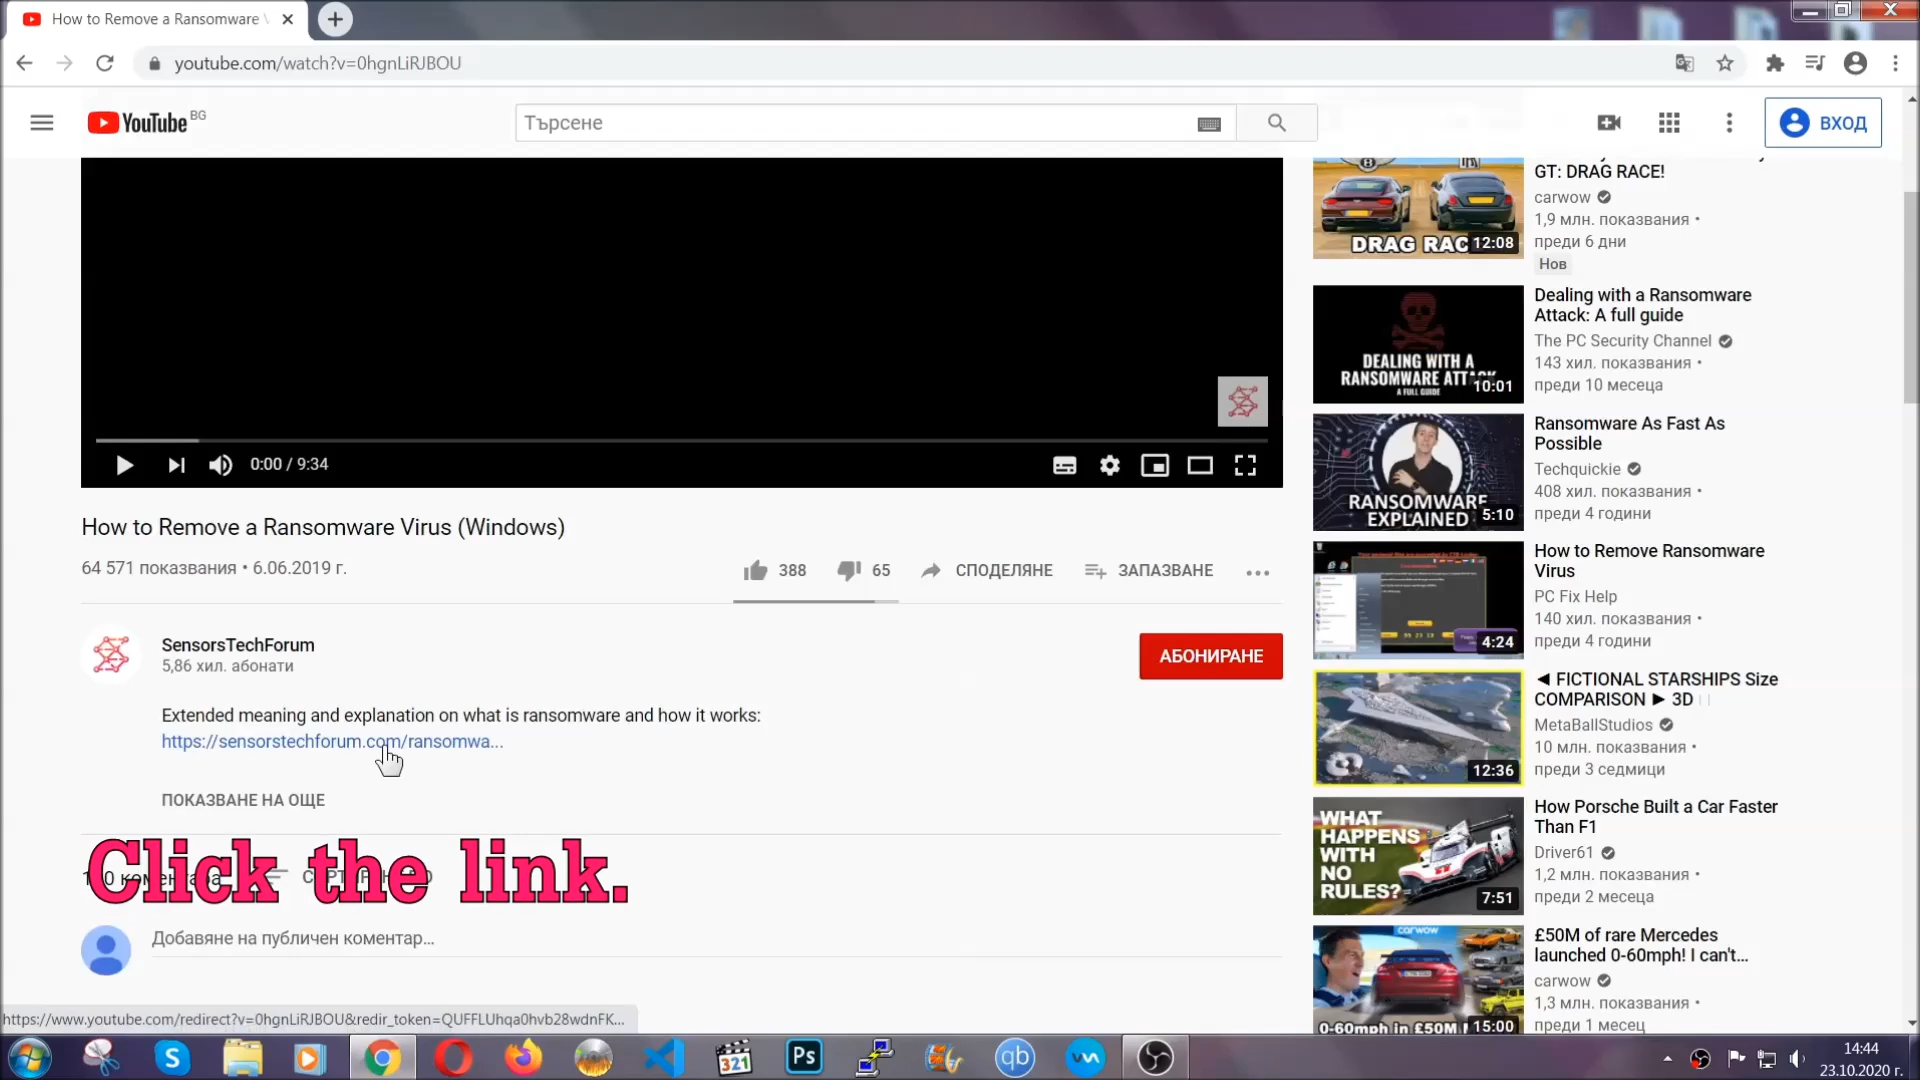 How to Remove a Ransomware
youtube.com/watch?v=0hgnLiRJBOU
YouTube BG
Търсене
ВХОД
0:00 / 9:34
How to Remove a Ransomware Virus (Windows)
64 571 показвания • 6.06.2019 г.
388
65
СПОДЕЛЯНЕ
ЗАПАЗВАНЕ
SensorsTechForum
5,86 хил. абонати
АБОНИРАНЕ
Extended meaning and explanation on what is ransomware and how it works:
https://sensorstechforum.com/ransomwa...
ПОКАЗВАНЕ НА ОЩЕ
Click the link.
Добавяне на публичен коментар...
https://www.youtube.com/redirect?v=0hgnLiRJBOU&redir_token=QUFFLUhqa0hvb28wdnFK...
DRAG RAC
12:08
GT: DRAG RACE!
carwow
1,9 млн. показвания •
преди 6 дни
Нов
DEALING WITH A
RANSOMWARE ATT
A FULL GUIDE
10:01
Dealing with a Ransomware
Attack: A full guide
The PC Security Channel
143 хил. показвания •
преди 10 месеца
RANSOMWARE
EXPLAINED
5:10
Ransomware As Fast As
Possible
Techquickie
408 хил. показвания •
преди 4 години
4:24
How to Remove Ransomware
Virus
PC Fix Help
140 хил. показвания •
преди 4 години
12:36
◄ FICTIONAL STARSHIPS Size
COMPARISON ► 3D
MetaBallStudios
10 млн. показвания •
преди 3 седмици
WHAT
HAPPENS
WITH
NO
RULES?
7:51
How Porsche Built a Car Faster
Than F1
Driver61
1,2 млн. показвания •
преди 2 месеца
carwow
0-60mph in £50M
15:00
£50M of rare Mercedes
launched 0-60mph! I can't...
carwow
1,3 млн. показвания •
преди 1 месец
321
Ps
qb
14:44
23.10.2020 г.